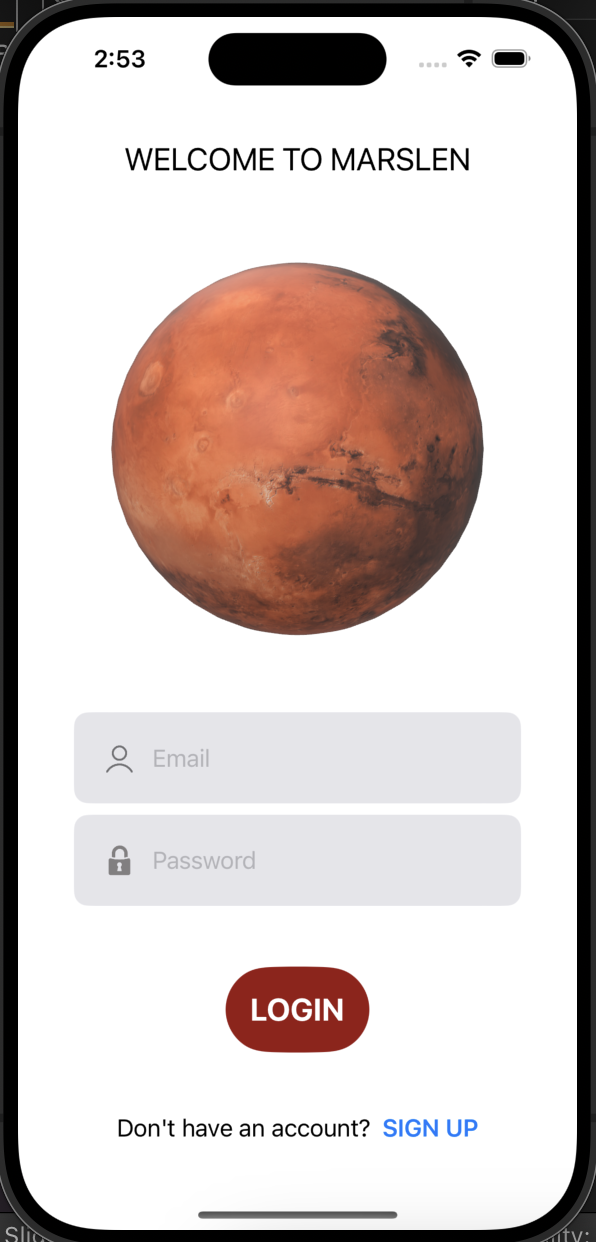 2:53
WELCOME TO MARSLEN
Email
Password
LOGIN
Don't have an account? SIGN UP